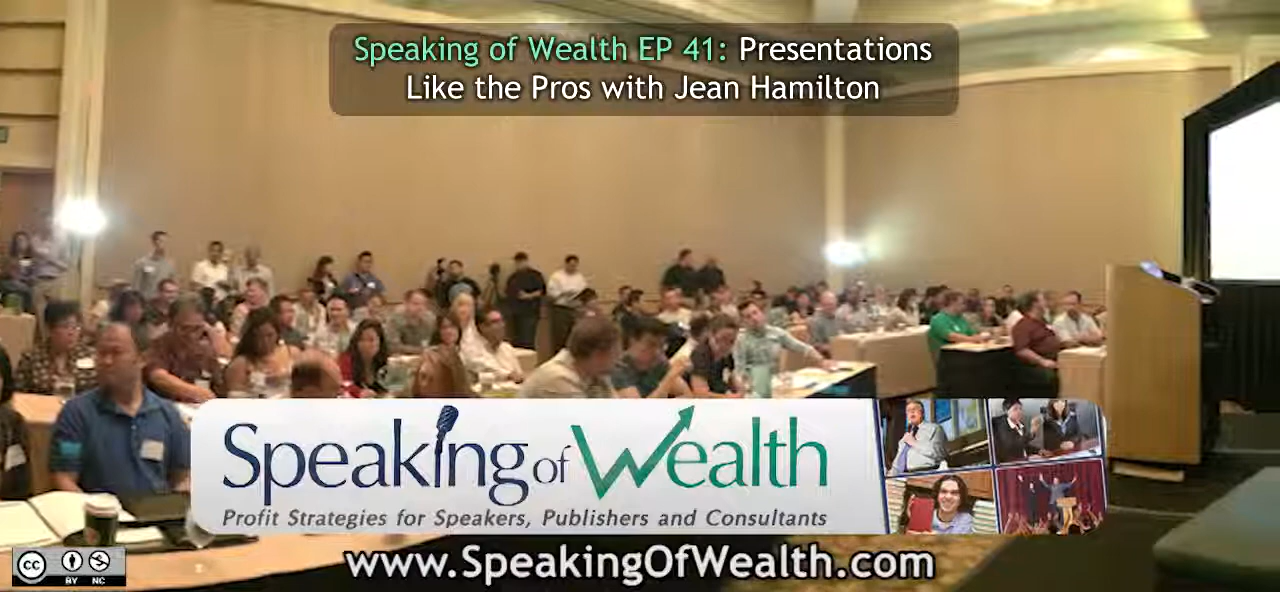 Speaking of Wealth EP 41: Presentations
Like the Pros with Jean Hamilton
Speaking of Wealth
Profit Strategies for Speakers, Publishers and Consultants
www.SpeakingOfWealth.com
cc
BY NC